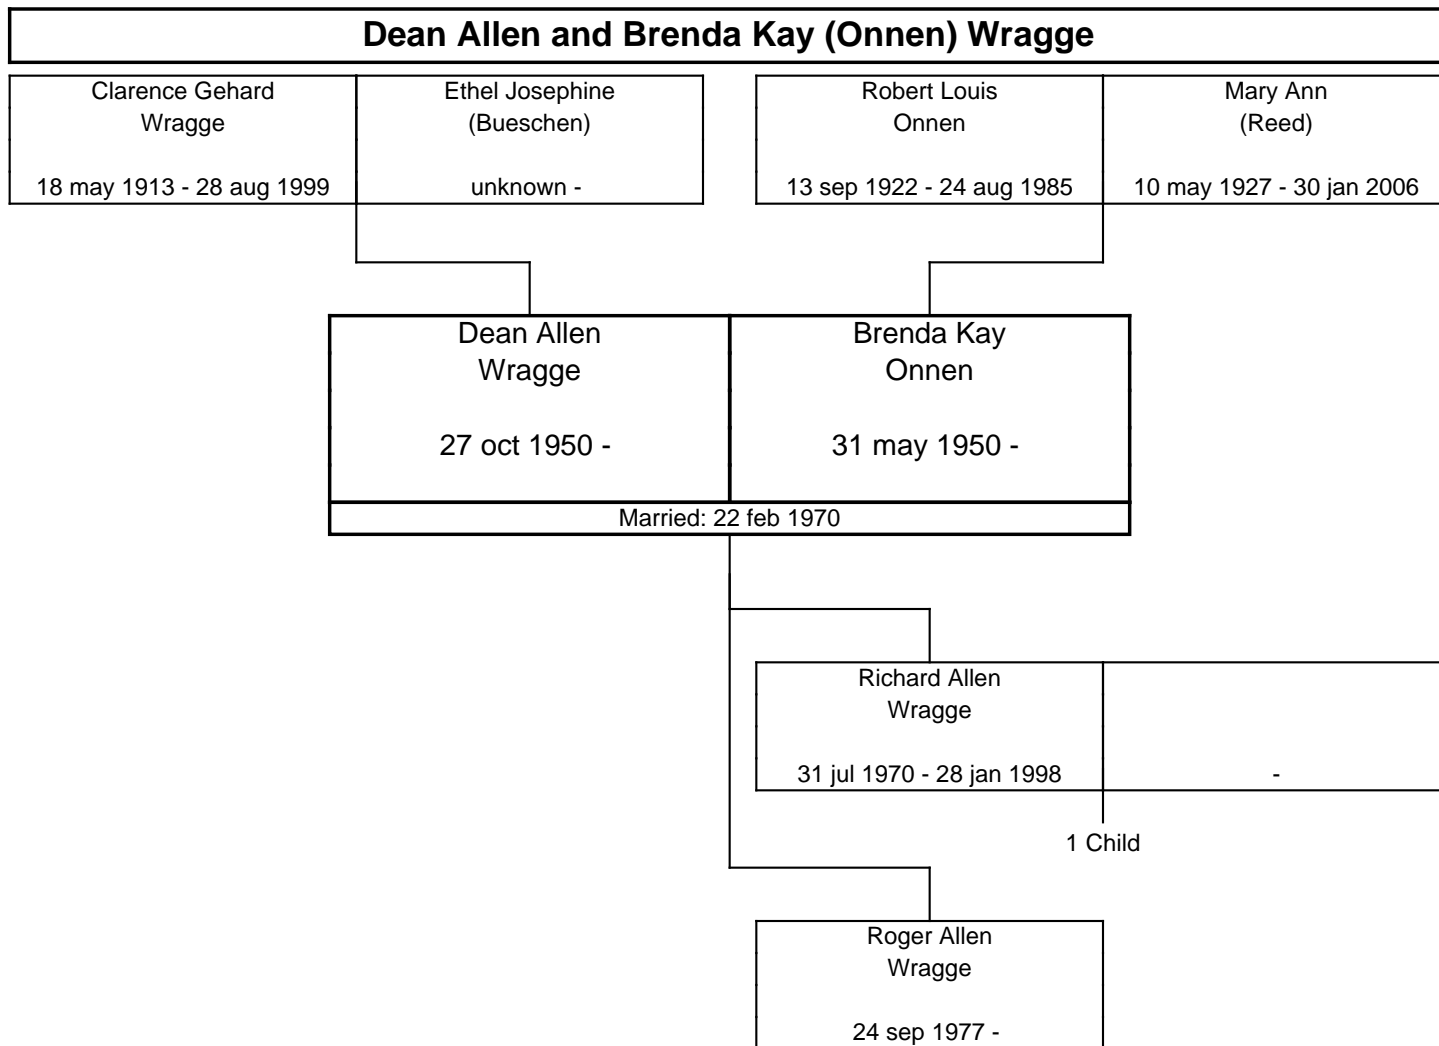 Dean Allen and Brenda Kay (Onnen) Wragge
Clarence Gehard
Wragge
18 may 1913 - 28 aug 1999
Ethel Josephine
(Bueschen)
unknown -
Robert Louis
Onnen
13 sep 1922 - 24 aug 1985
Mary Ann
(Reed)
10 may 1927 - 30 jan 2006
Dean Allen
Wragge
27 oct 1950 -
Brenda Kay
Onnen
31 may 1950 -
Married: 22 feb 1970
Richard Allen
Wragge
31 jul 1970 - 28 jan 1998
-
1 Child
Roger Allen
Wragge
24 sep 1977 -